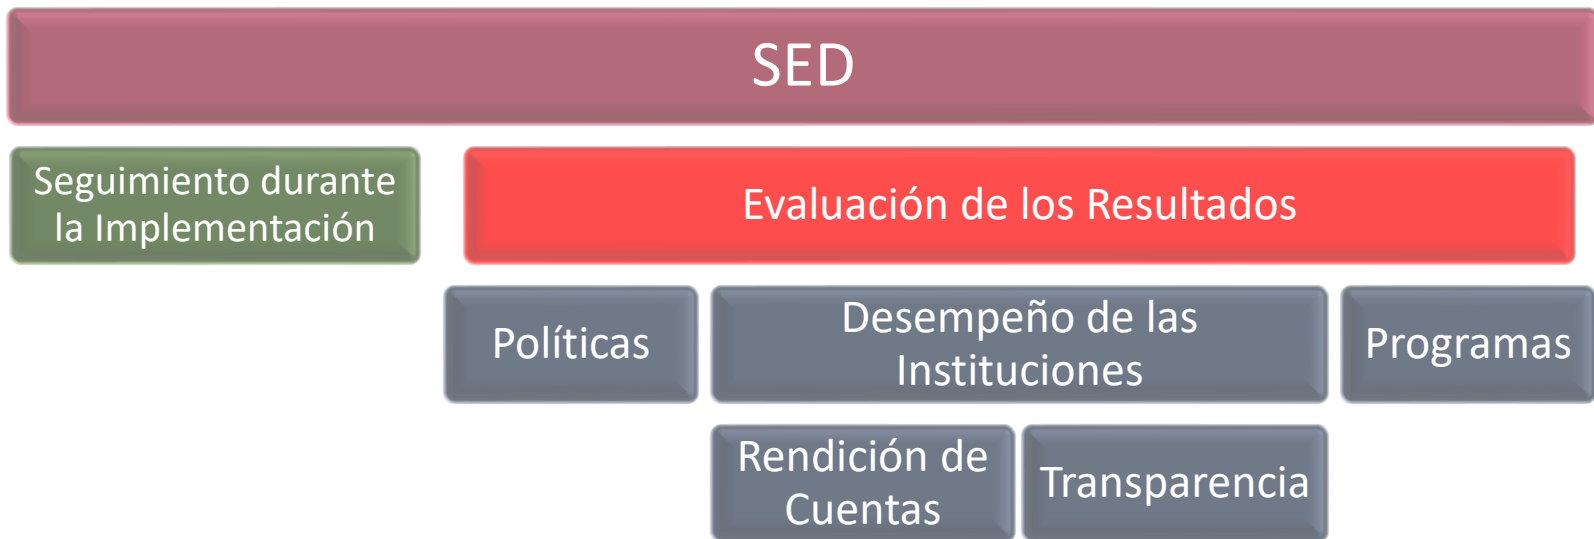 SED
Seguimiento durante
la Implementación
Evaluación de los Resultados
Políticas
Desempeño de las
Instituciones
Programas
Rendición de
Cuentas
Transparencia